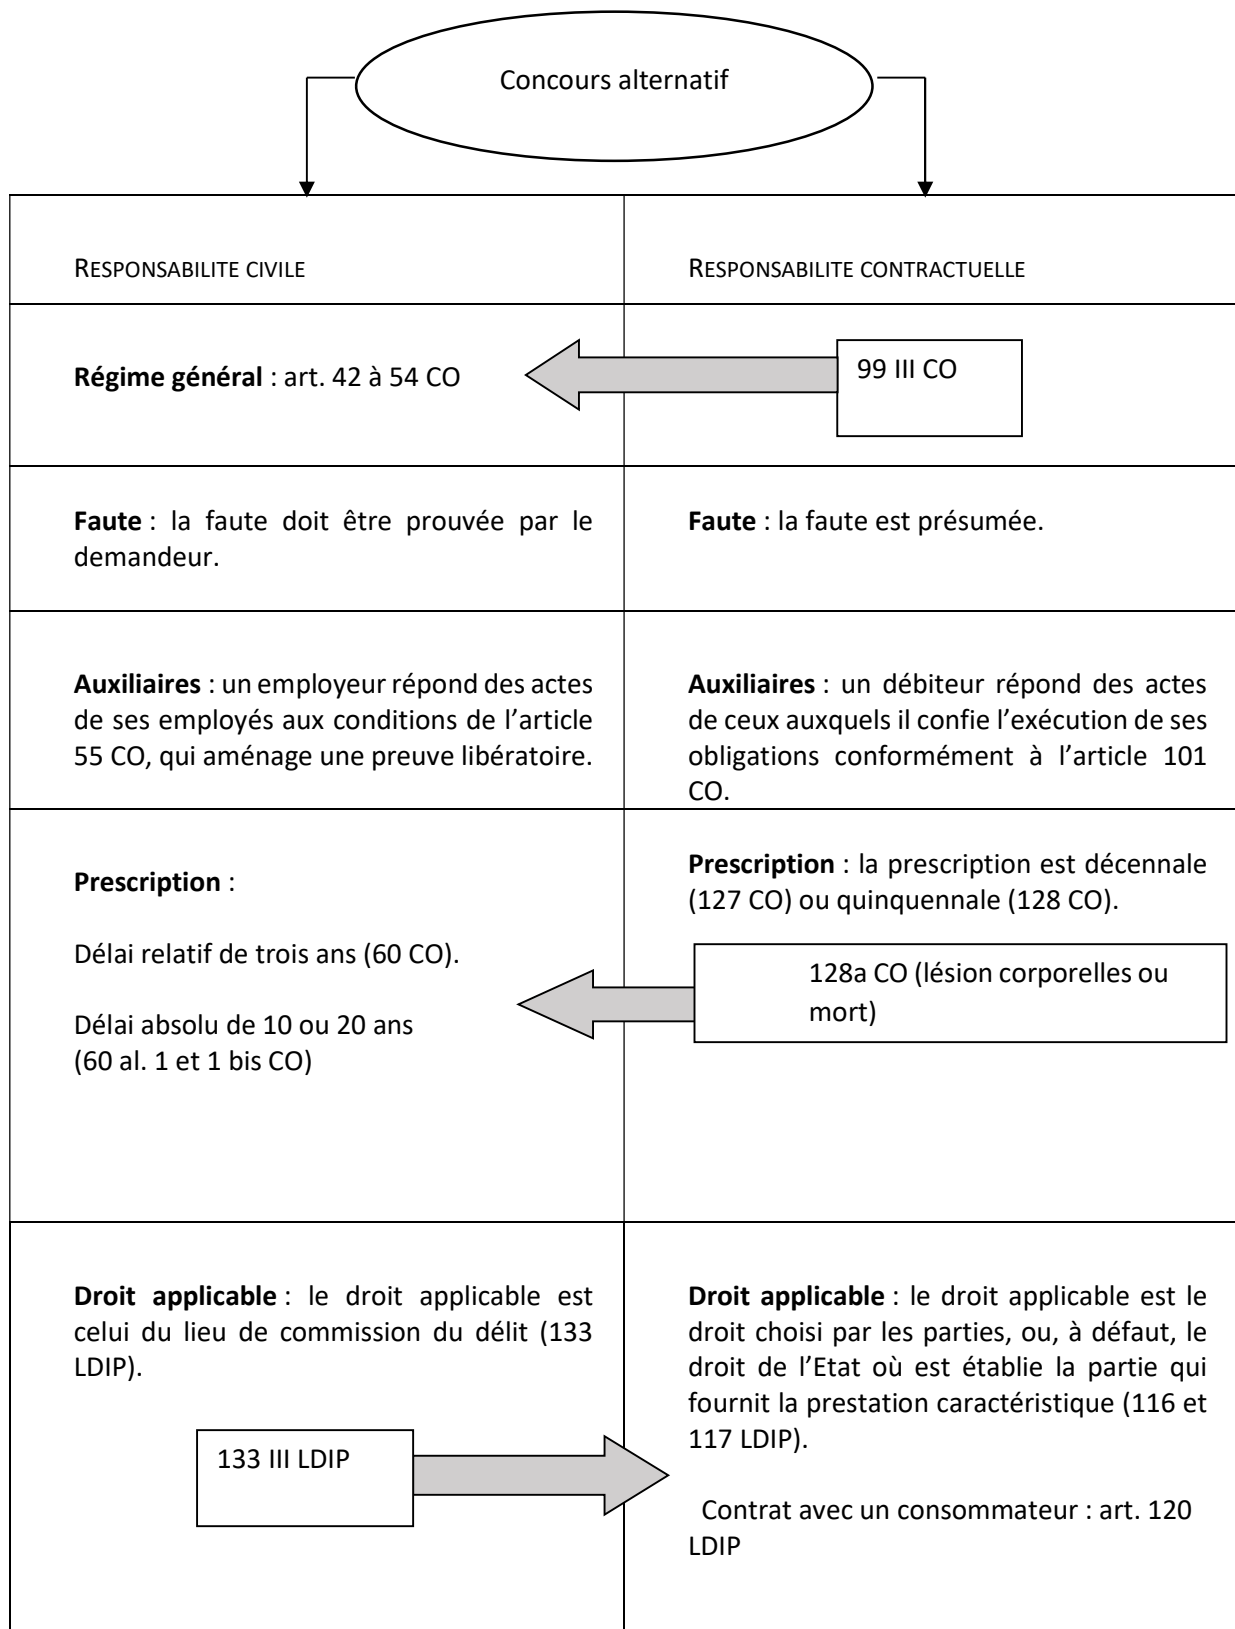 Concours alternatif
RESPONSABILITE CIVILE
RESPONSABILITE CONTRACTUELLE
Régime général : art. 42 à 54 CO
99 III CO
Faute : la faute doit être prouvée par le
demandeur.
Faute : la faute est présumée.
Auxiliaires : un employeur répond des actes
de ses employés aux conditions de l’article
55 CO, qui aménage une preuve libératoire.
Auxiliaires : un débiteur répond des actes
de ceux auxquels il confie l’exécution de ses
obligations conformément à l’article 101
CO.
Prescription :
Délai relatif de trois ans (60 CO).
Délai absolu de 10 ou 20 ans
(60 al. 1 et 1 bis CO)
Prescription : la prescription est décennale
(127 CO) ou quinquennale (128 CO).
128a CO (lésion corporelles ou
mort)
Droit applicable : le droit applicable est
celui du lieu de commission du délit (133
LDIP).
133 III LDIP
Droit applicable : le droit applicable est le
droit choisi par les parties, ou, à défaut, le
droit de l’Etat où est établie la partie qui
fournit la prestation caractéristique (116 et
117 LDIP).
Contrat avec un consommateur : art. 120
LDIP